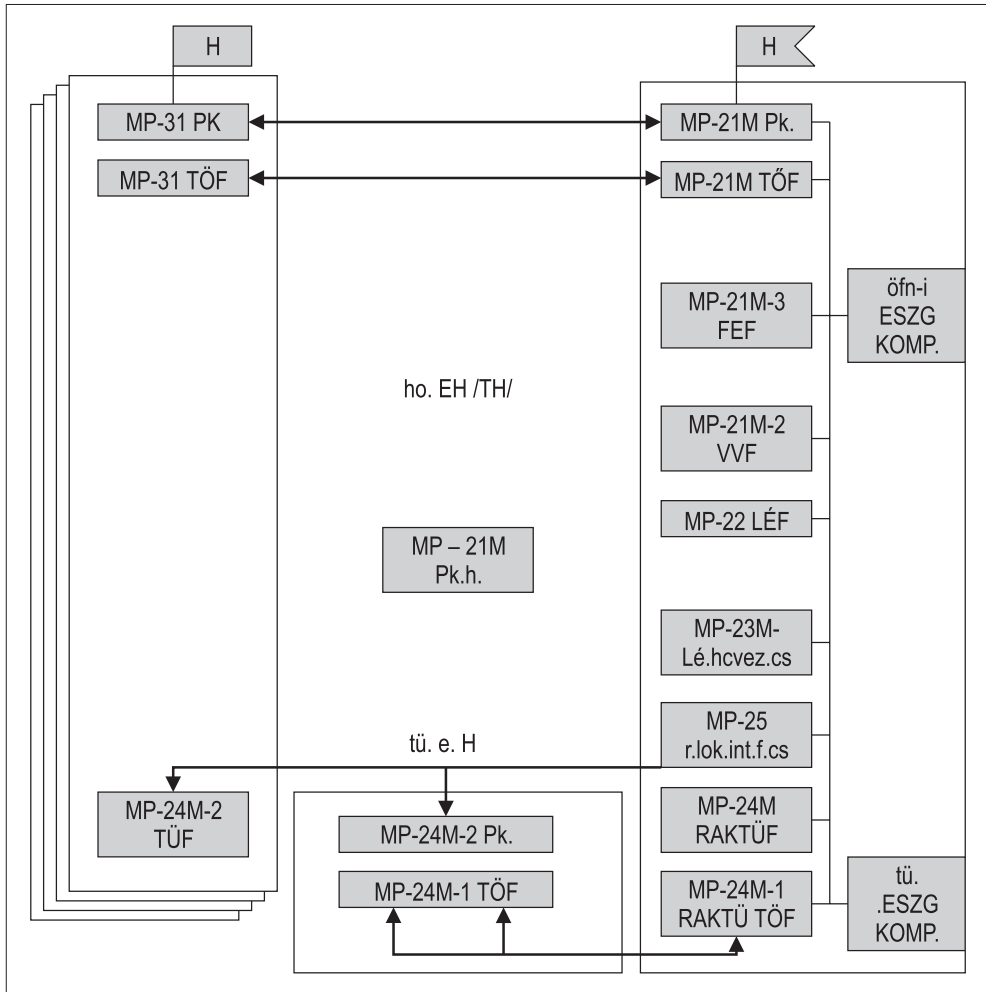 H
MP-31 PK
MP-31 TÖF
MP-24M-2
TÜF
ho. EH /TH/
MP – 21M
Pk.h.
tü. e. H
MP-24M-2 Pk.
MP-24M-1 TÖF
H
MP-21M Pk.
MP-21M TŐF
MP-21M-3
FEF
MP-21M-2
VVF
MP-22 LÉF
MP-23M-
Lé.hcvez.cs
MP-25
r.lok.int.f.cs
MP-24M
RAKTÜF
MP-24M-1
RAKTÜ TÖF
öfn-i
ESZG
KOMP.
tü.
.ESZG
KOMP.